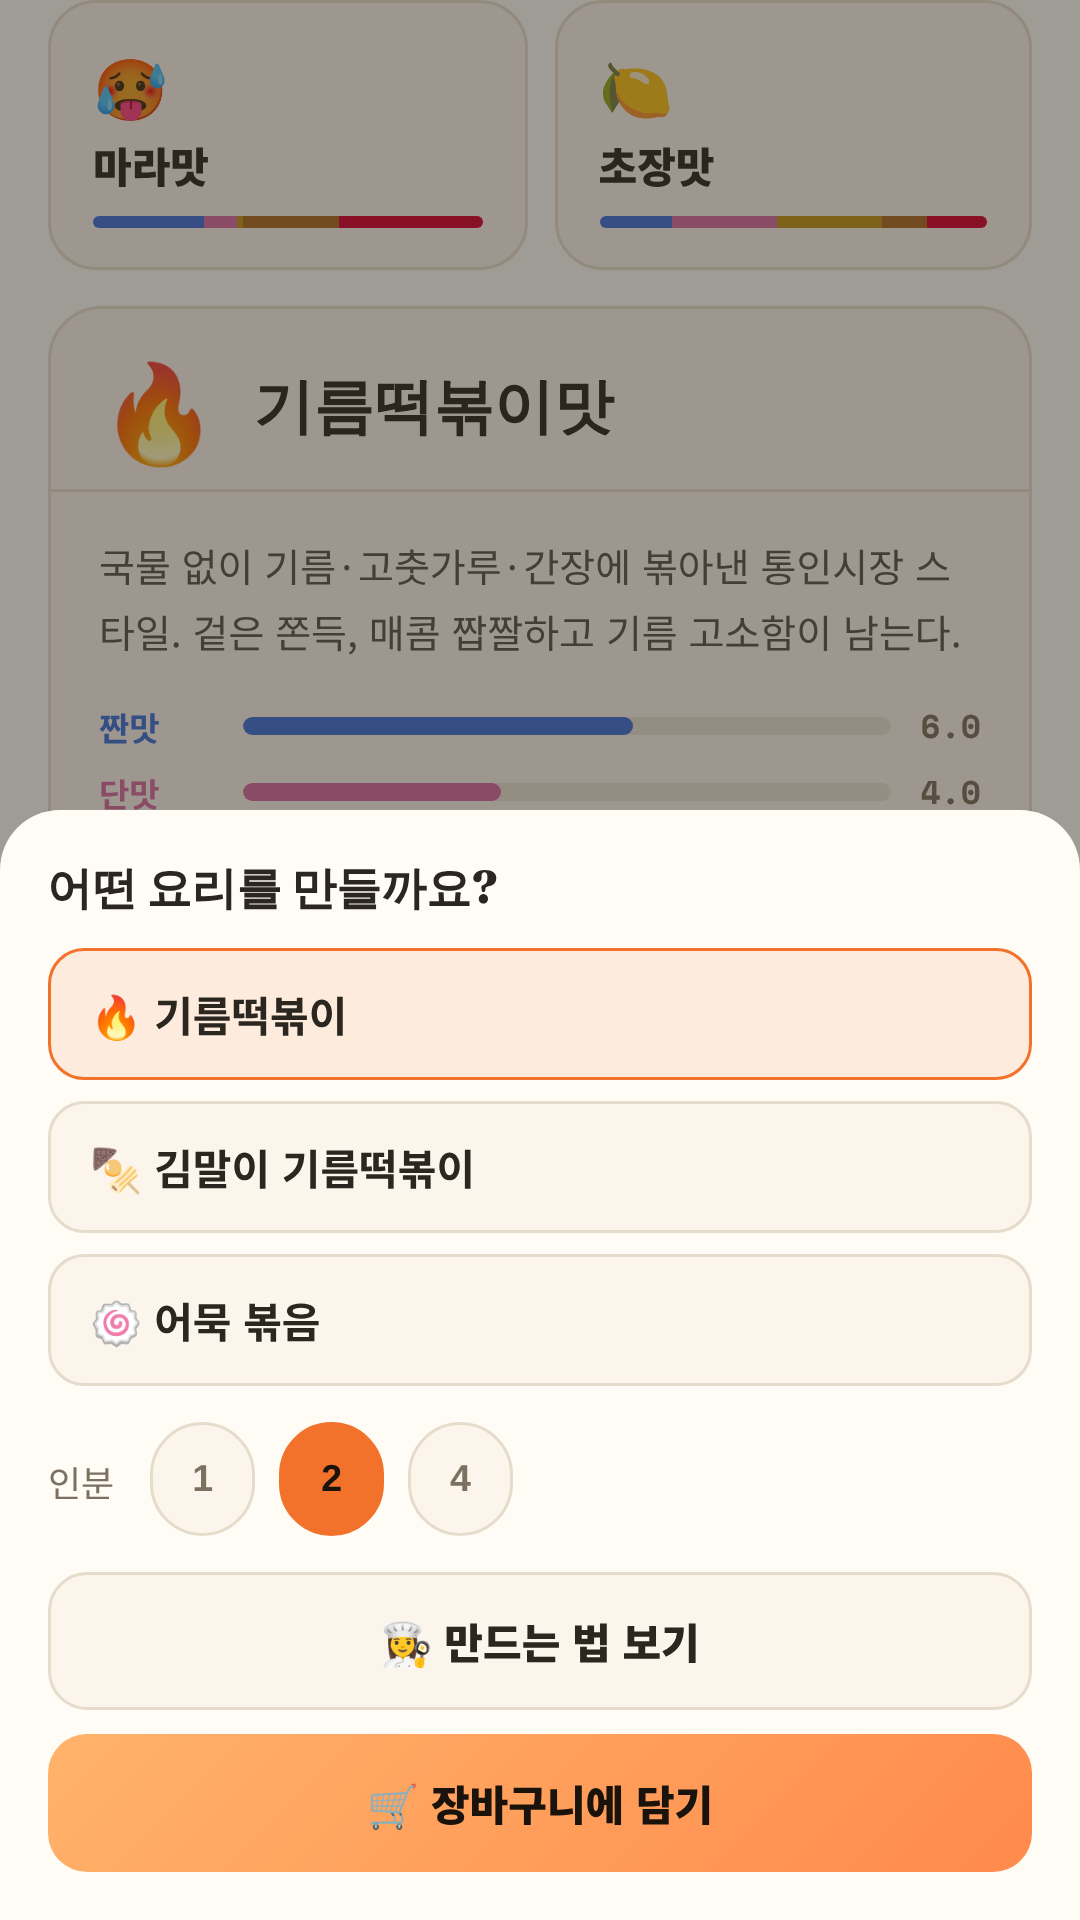 마라맛
초장맛
기름떡볶이맛
국물 없이 기름·고춧가루·간장에 볶아낸 통인시장 스
타일. 겉은 쫀득, 매콤 짭짤하고 기름 고소함이 남는다.
짠맛 6.0
단맛 4.0
어떤 요리를 만들까요?
🔥 기름떡볶이
🍢 김말이 기름떡볶이
🍥 어묵 볶음
인분 1 2 4
👩‍🍳 만드는 법 보기
🛒 장바구니에 담기